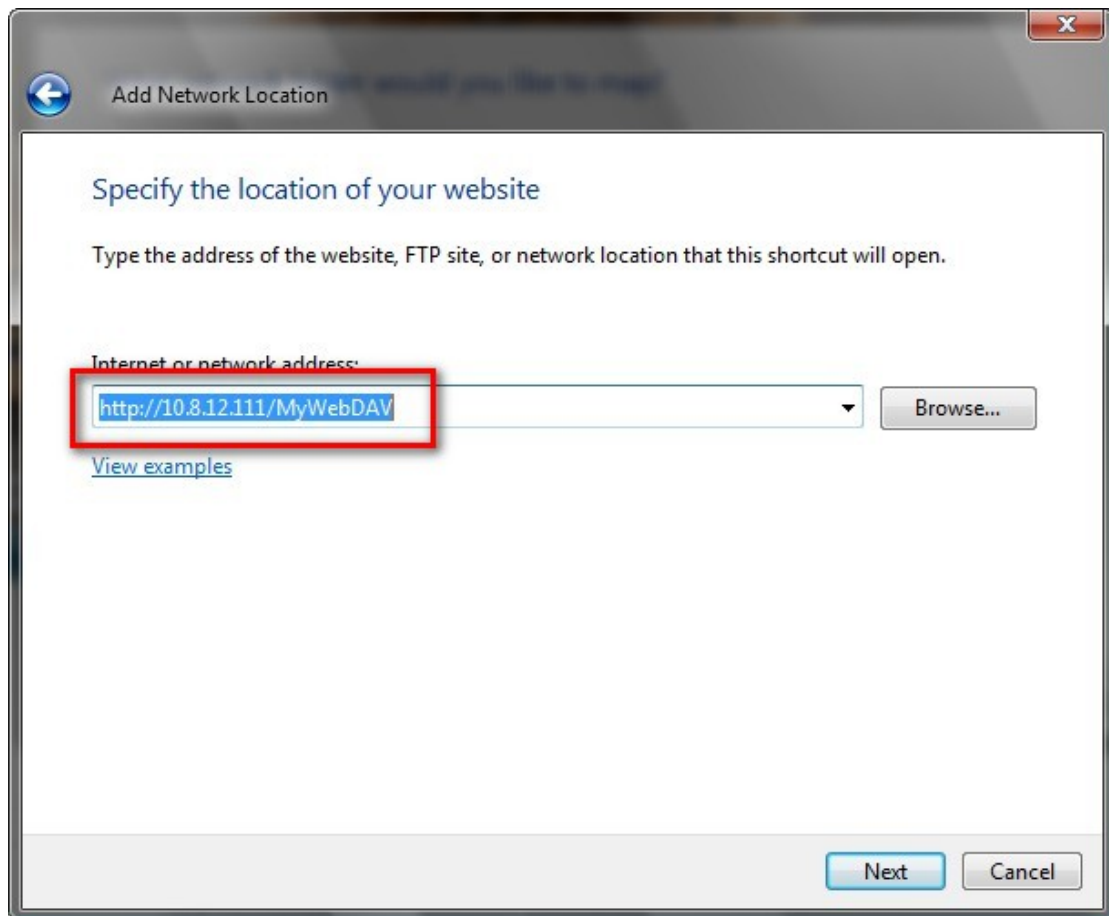 Add Network Location
Specify the location of your website
Type the address of the website, FTP site, or network location that this shortcut will open.
Internet or network address:
http://10.8.12.111/MyWebDAV
Browse...
View examples
Next
Cancel